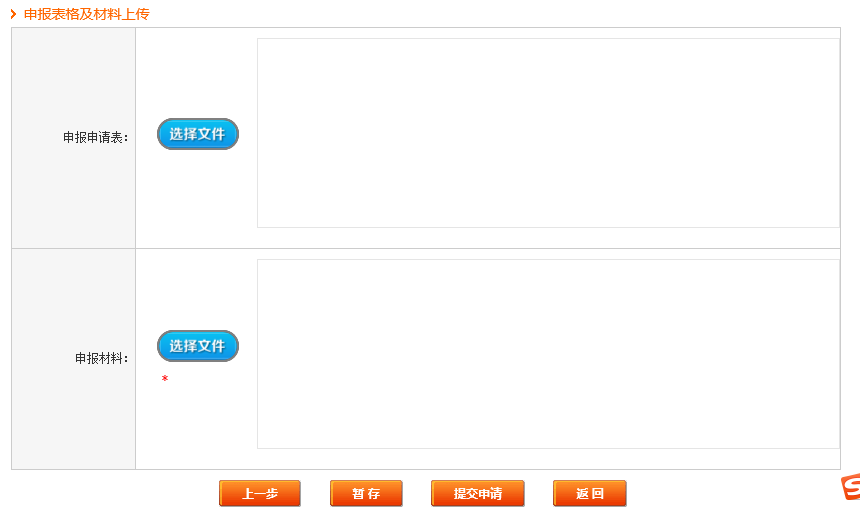 申报表格及材料上传
申报申请表：
选择文件
申报材料：
选择文件
*
上一步 暂 存 提交申请 返 回